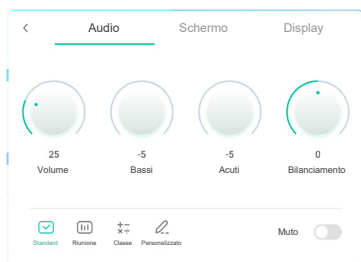 Audio
Schermo
Display
25
-5
-5
0
Volume
Bassi
Acuti
Bilanciamento
Standard
Riunione
Classe
Personalizzato
Muto